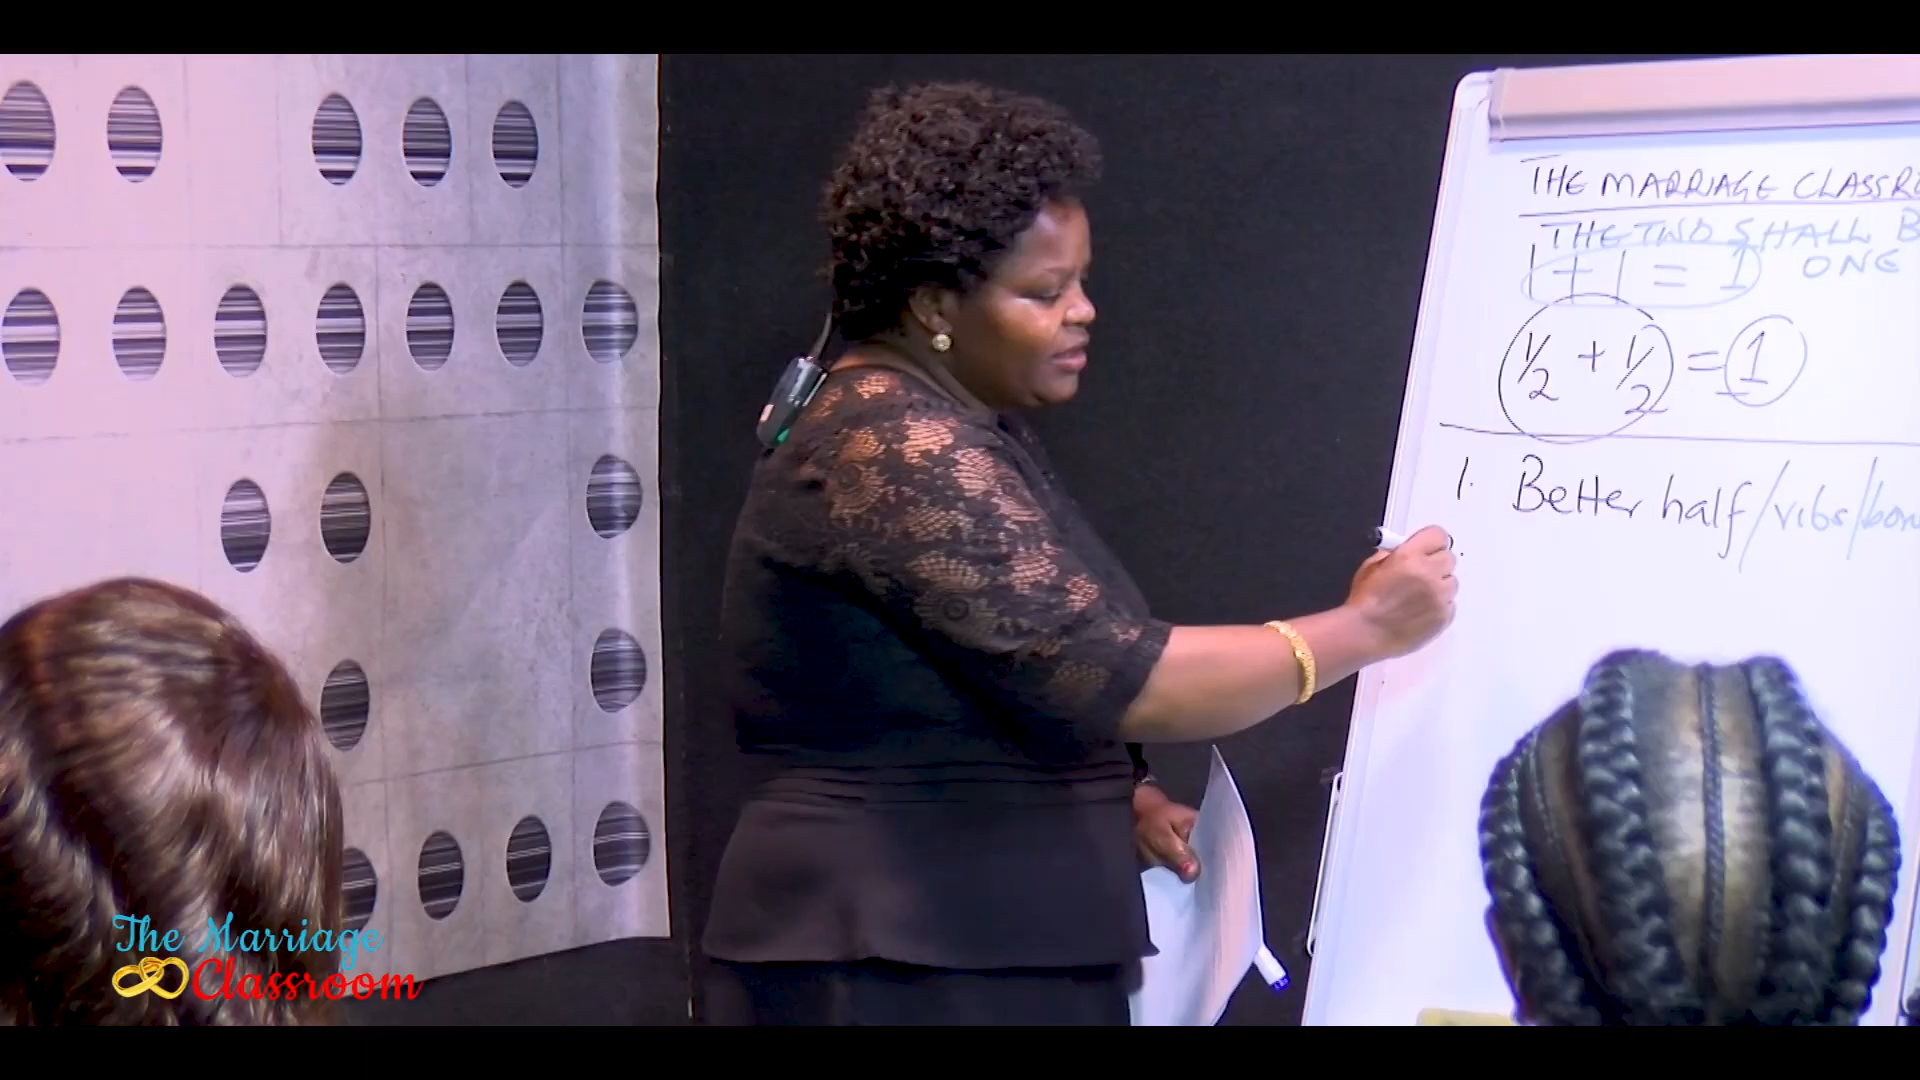 THE MARRIAGE CLASSR
THE TWO SHALL B
1 + 1 = 1 ONE
1/2 + 1/2 = 1
1. Better half/ribs/bon
The Marriage
Classroom